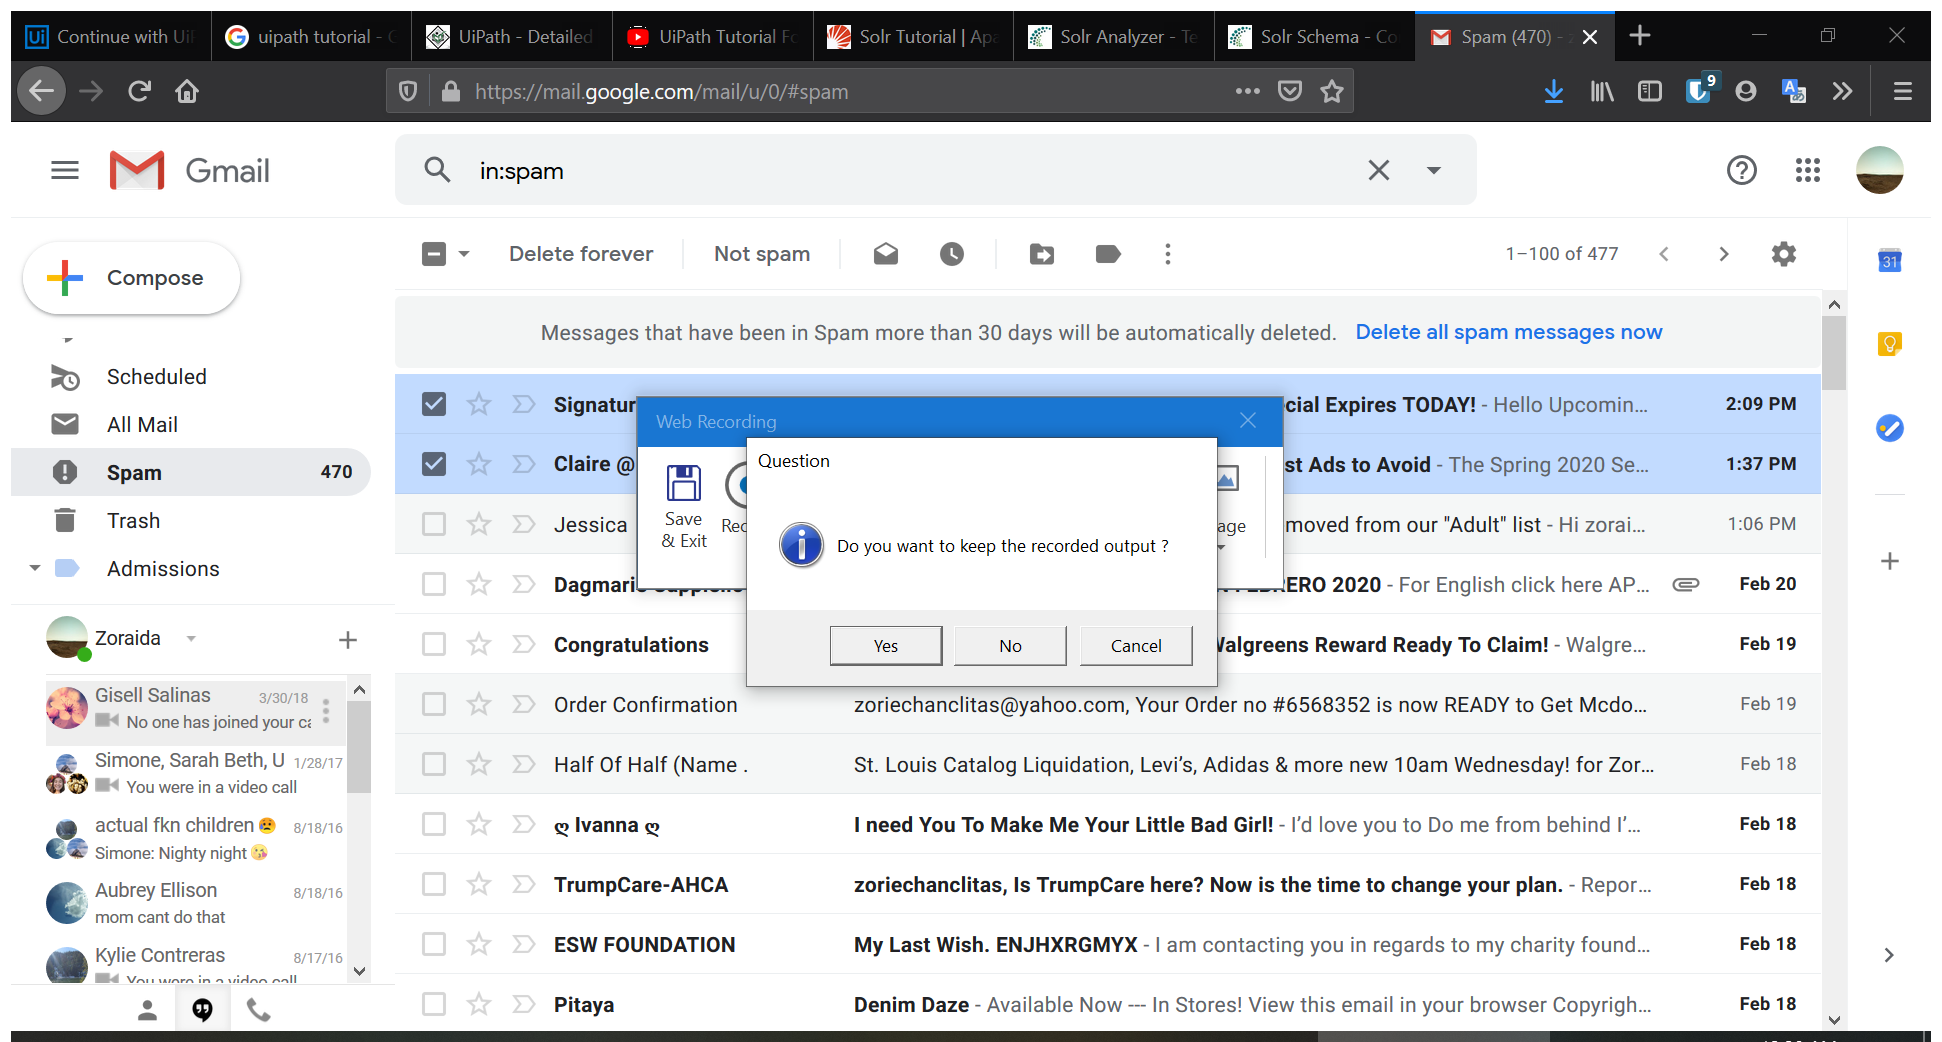 Continue with Ui
uipath tutorial -
UiPath - Detailed
UiPath Tutorial Fo
Solr Tutorial | Apa
Solr Analyzer - Te
Solr Schema - Co
Spam (470) -
https://mail.google.com/mail/u/0/#spam
9
Gmail
in:spam
Compose
Delete forever
Not spam
1–100 of 477
31
Messages that have been in Spam more than 30 days will be automatically deleted. Delete all spam messages now
Scheduled
All Mail
Spam 470
Trash
Admissions
Signatur
cial Expires TODAY! - Hello Upcomin... 2:09 PM
Claire @
st Ads to Avoid - The Spring 2020 Se... 1:37 PM
Jessica
moved from our "Adult" list - Hi zorai... 1:06 PM
2020 - For English click here AP... Feb 20
Congratulations
Walgreens Reward Ready To Claim! - Walgre... Feb 19
Order Confirmation zoriechanclitas@yahoo.com, Your Order no #6568352 is now READY to Get Mcdo... Feb 19
Half Of Half (Name . St. Louis Catalog Liquidation, Levi’s, Adidas & more new 10am Wednesday! for Zor... Feb 18
ღ Ivanna ღ I need You To Make Me Your Little Bad Girl! - I’d love you to Do me from behind I’... Feb 18
TrumpCare-AHCA zoriechanclitas, Is TrumpCare here? Now is the time to change your plan. - Repor... Feb 18
ESW FOUNDATION My Last Wish. ENJHXRGMYX - I am contacting you in regards to my charity found... Feb 18
Pitaya Denim Daze - Available Now --- In Stores! View this email in your browser Copyrigh... Feb 18
Web Recording
Save
& Exit
Rec
age
Question
Do you want to keep the recorded output ?
Yes
No
Cancel
Zoraida
Gisell Salinas 3/30/18
No one has joined your ca
Simone, Sarah Beth, U 1/28/17
You were in a video call
actual fkn children 😥 8/18/16
Simone: Nighty night 😘
Aubrey Ellison 8/18/16
mom cant do that
Kylie Contreras 8/17/16
You were in a video call